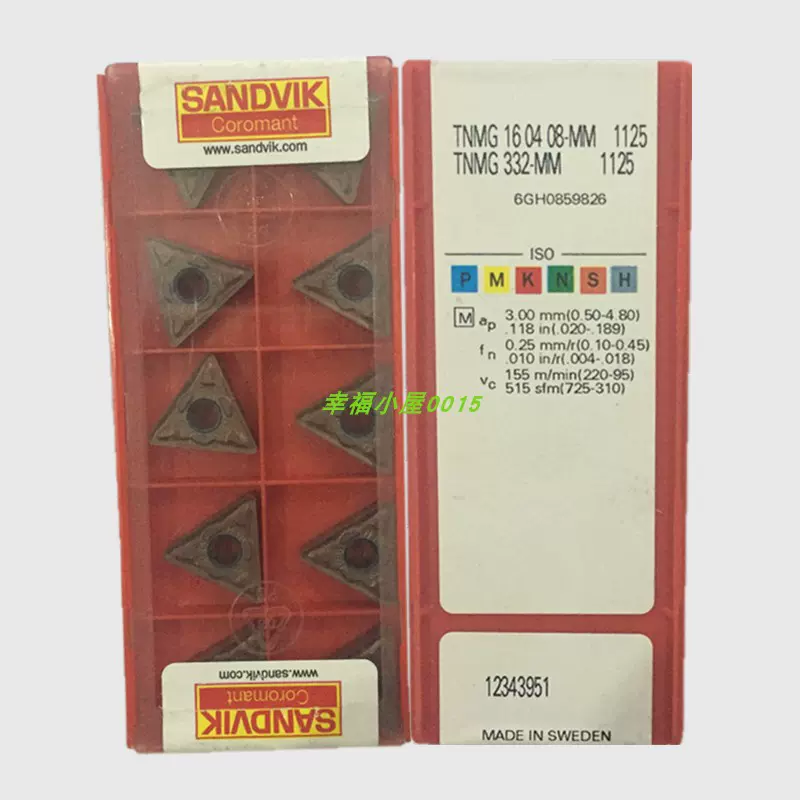 SANDVIK
Coromant
www.sandvik.com
TNMG 16 04 08-MM 1125
TNMG 332-MM 1125
6GH0859826
ISO
P M K N S H
M ap 3.00 mm(0.50-4.80)
.118 in(.020-.189)
fn 0.25 mm/r(0.10-0.45)
.010 in/r(.004-.018)
vc 155 m/min(220-95)
515 sfm(725-310)
幸福小屋0015
www.sandvik.com
Coromant
SANDVIK
12343951
MADE IN SWEDEN